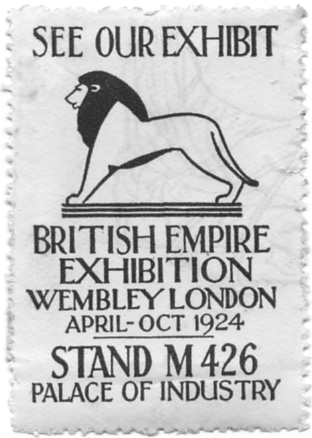 SEE OUR EXHIBIT
BRITISH EMPIRE
EXHIBITION
WEMBLEY LONDON
APRIL-OCT 1924
STAND M 426
PALACE OF INDUSTRY